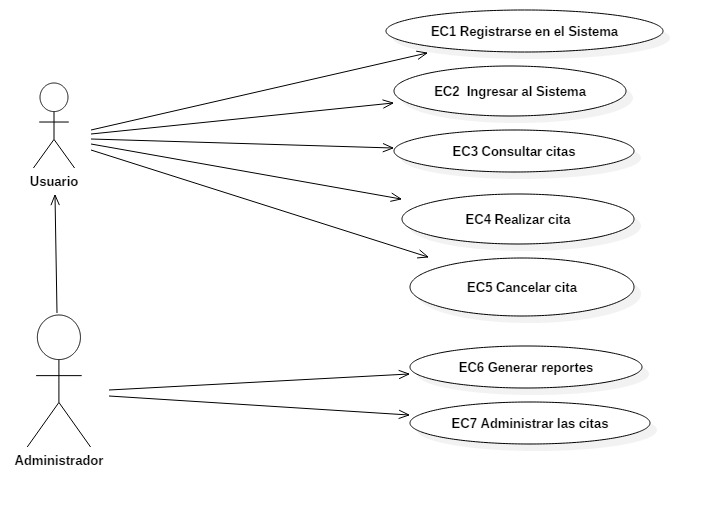 EC1 Registrarse en el Sistema
EC2 Ingresar al Sistema
EC3 Consultar citas
Usuario
EC4 Realizar cita
EC5 Cancelar cita
EC6 Generar reportes
EC7 Administrar las citas
Administrador